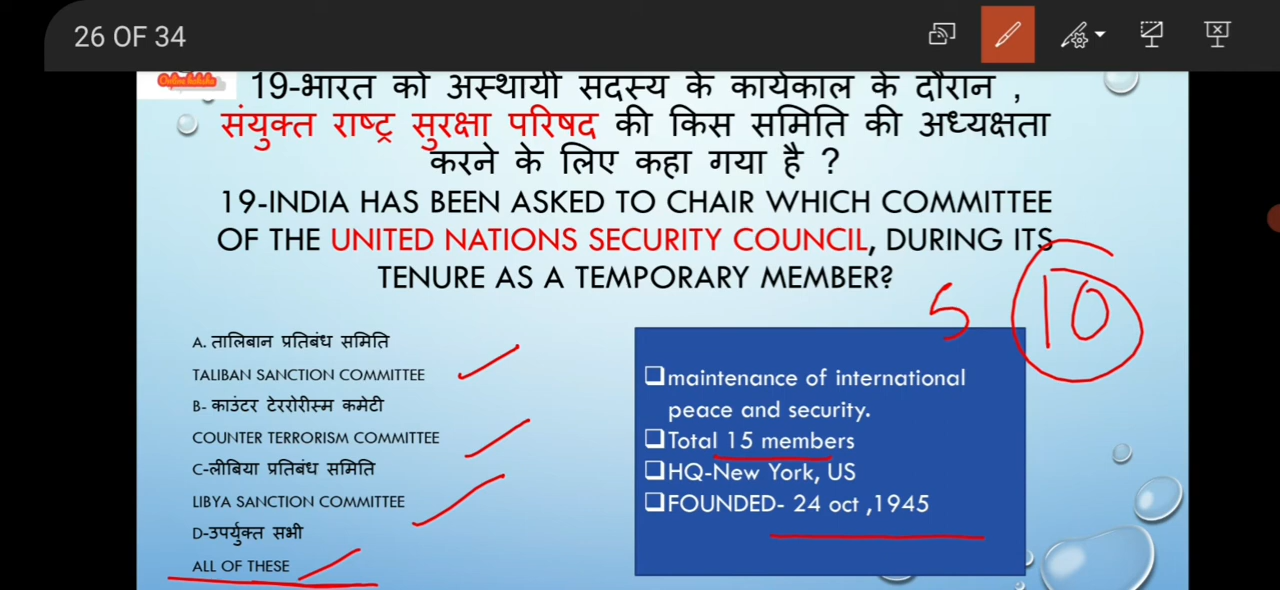 26 OF 34
Online Kaksha
19-भारत को अस्थायी सदस्य के कार्यकाल के दौरान ,
संयुक्त राष्ट्र सुरक्षा परिषद की किस समिति की अध्यक्षता
करने के लिए कहा गया है ?
19-INDIA HAS BEEN ASKED TO CHAIR WHICH COMMITTEE
OF THE UNITED NATIONS SECURITY COUNCIL, DURING ITS
TENURE AS A TEMPORARY MEMBER?
5 10
A. तालिबान प्रतिबंध समिति
TALIBAN SANCTION COMMITTEE
B- काउंटर टेररोरीस्म कमेटी
COUNTER TERRORISM COMMITTEE
C-लीबिया प्रतिबंध समिति
LIBYA SANCTION COMMITTEE
D-उपर्युक्त सभी
ALL OF THESE
maintenance of international
peace and security.
Total 15 members
HQ-New York, US
FOUNDED- 24 oct ,1945